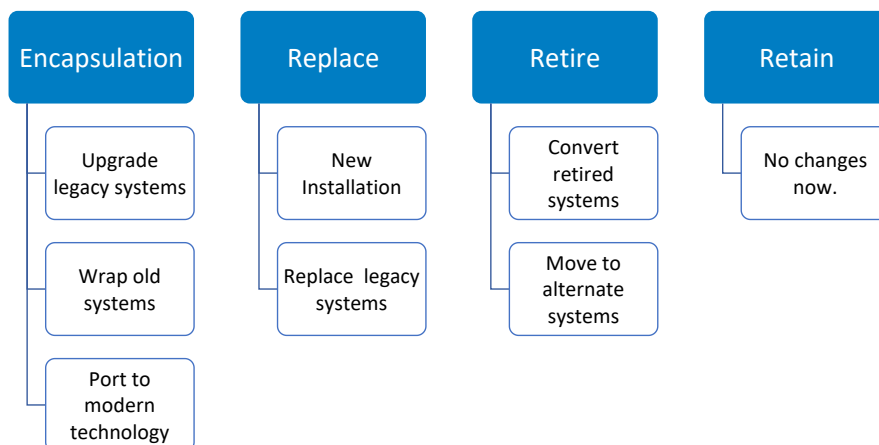 Encapsulation
Upgrade
legacy systems
Wrap old
systems
Port to
modern
technology
Replace
New
Installation
Replace  legacy
systems
Retire
Convert
retired
systems
Move to
alternate
systems
Retain
No changes
now.